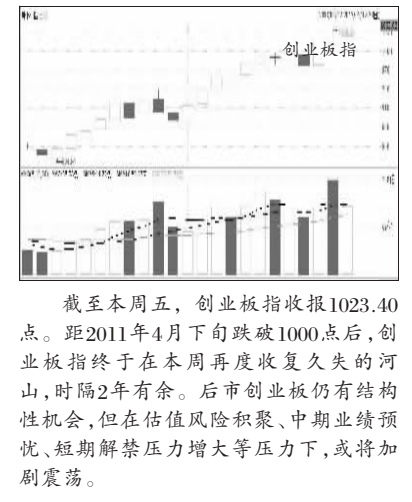 创业板指
截至本周五，创业板指收报1023.40
点。距2011年4月下旬跌破1000点后，创
业板指终于在本周再度收复久失的河
山，时隔2年有余。后市创业板仍有结构
性机会，但在估值风险积聚、中期业绩预
忧、短期解禁压力增大等压力下，或将加
剧震荡。